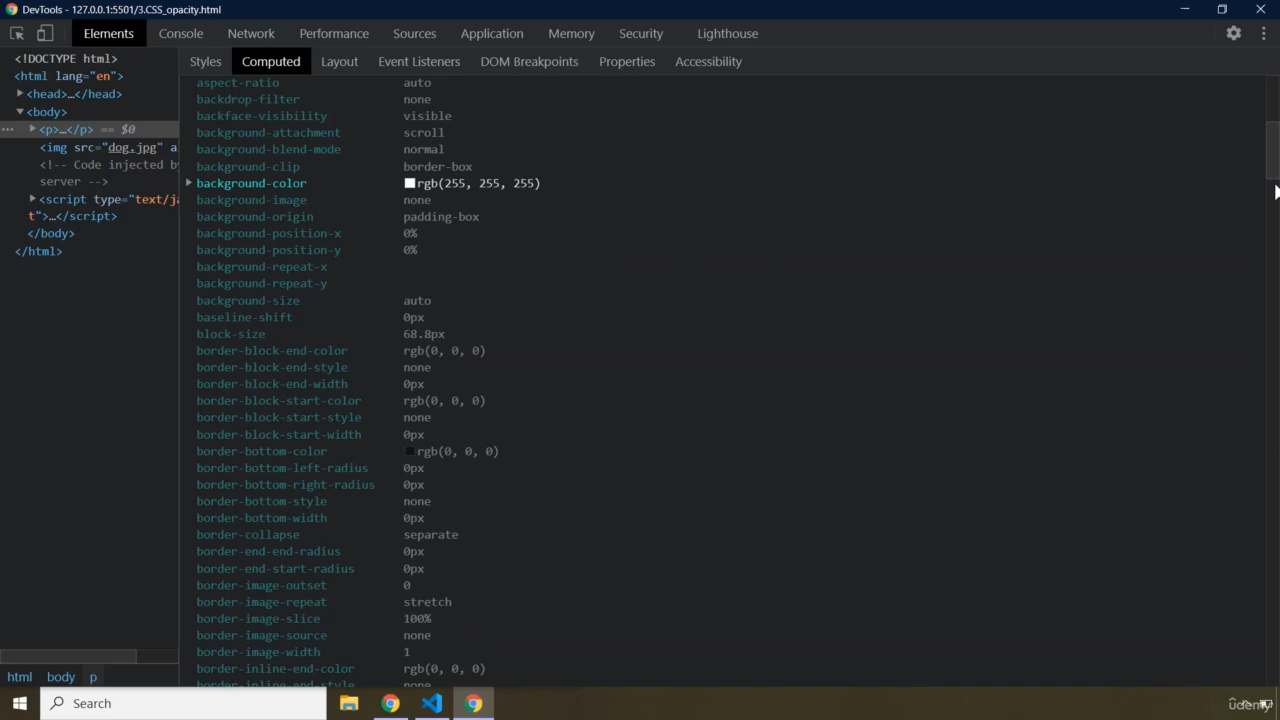 DevTools - 127.0.0.1:5501/3.CSS_opacity.html
Elements Console Network Performance Sources Application Memory Security Lighthouse
<!DOCTYPE html>
<html lang="en">
<head>…</head>
<body>
<p>…</p> == $0
<img src="dog.jpg" a
<!-- Code injected by
server -->
<script type="text/ja
t">…</script>
</body>
</html>
Styles Computed Layout Event Listeners DOM Breakpoints Properties Accessibility
aspect-ratio auto
backdrop-filter none
backface-visibility visible
background-attachment scroll
background-blend-mode normal
background-clip border-box
background-color rgb(255, 255, 255)
background-image none
background-origin padding-box
background-position-x 0%
background-position-y 0%
background-repeat-x
background-repeat-y
background-size auto
baseline-shift 0px
block-size 68.8px
border-block-end-color rgb(0, 0, 0)
border-block-end-style none
border-block-end-width 0px
border-block-start-color rgb(0, 0, 0)
border-block-start-style none
border-block-start-width 0px
border-bottom-color rgb(0, 0, 0)
border-bottom-left-radius 0px
border-bottom-right-radius 0px
border-bottom-style none
border-bottom-width 0px
border-collapse separate
border-end-end-radius 0px
border-end-start-radius 0px
border-image-outset 0
border-image-repeat stretch
border-image-slice 100%
border-image-source none
border-image-width 1
border-inline-end-color rgb(0, 0, 0)
border-inline-end-style none
html body p
Search
udemy